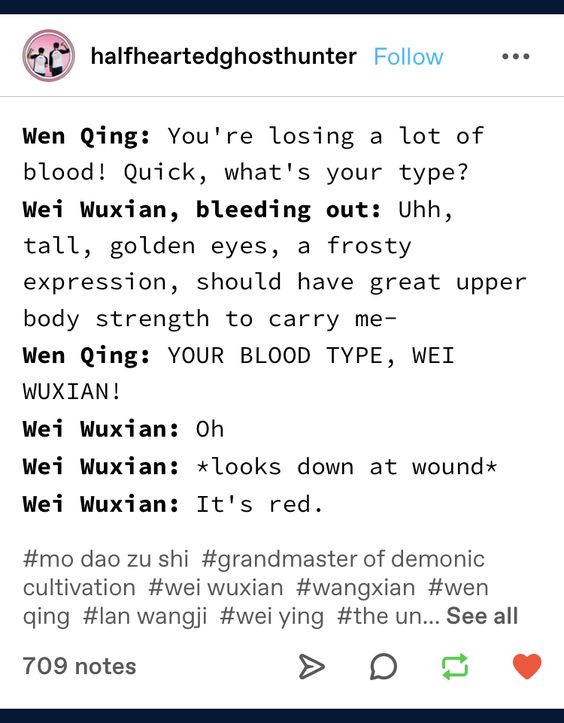 halfheartedghosthunter Follow
Wen Qing: You're losing a lot of
blood! Quick, what's your type?
Wei Wuxian, bleeding out: Uhh,
tall, golden eyes, a frosty
expression, should have great upper
body strength to carry me-
Wen Qing: YOUR BLOOD TYPE, WEI
WUXIAN!
Wei Wuxian: Oh
Wei Wuxian: *looks down at wound*
Wei Wuxian: It's red.
#mo dao zu shi #grandmaster of demonic
cultivation #wei wuxian #wangxian #wen
qing #lan wangji #wei ying #the un... See all
709 notes